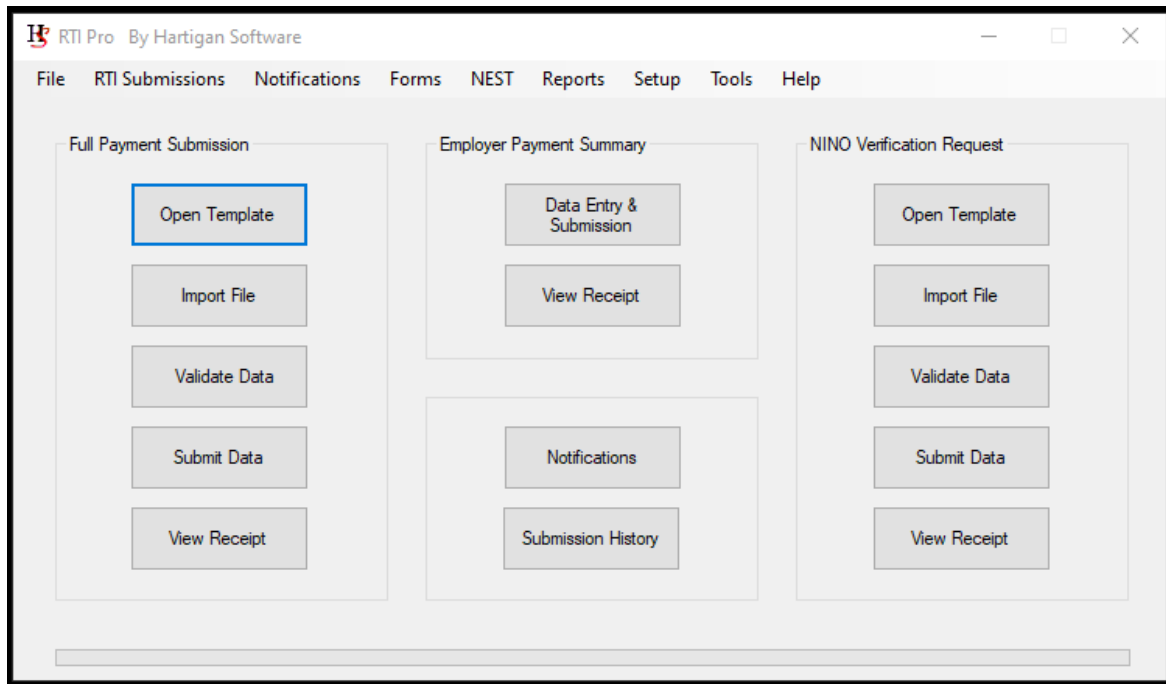 RTI Pro By Hartigan Software
File RTI Submissions Notifications Forms NEST Reports Setup Tools Help
Full Payment Submission
Open Template
Import File
Validate Data
Submit Data
View Receipt
Employer Payment Summary
Data Entry &
Submission
View Receipt
Notifications
Submission History
NINO Verification Request
Open Template
Import File
Validate Data
Submit Data
View Receipt